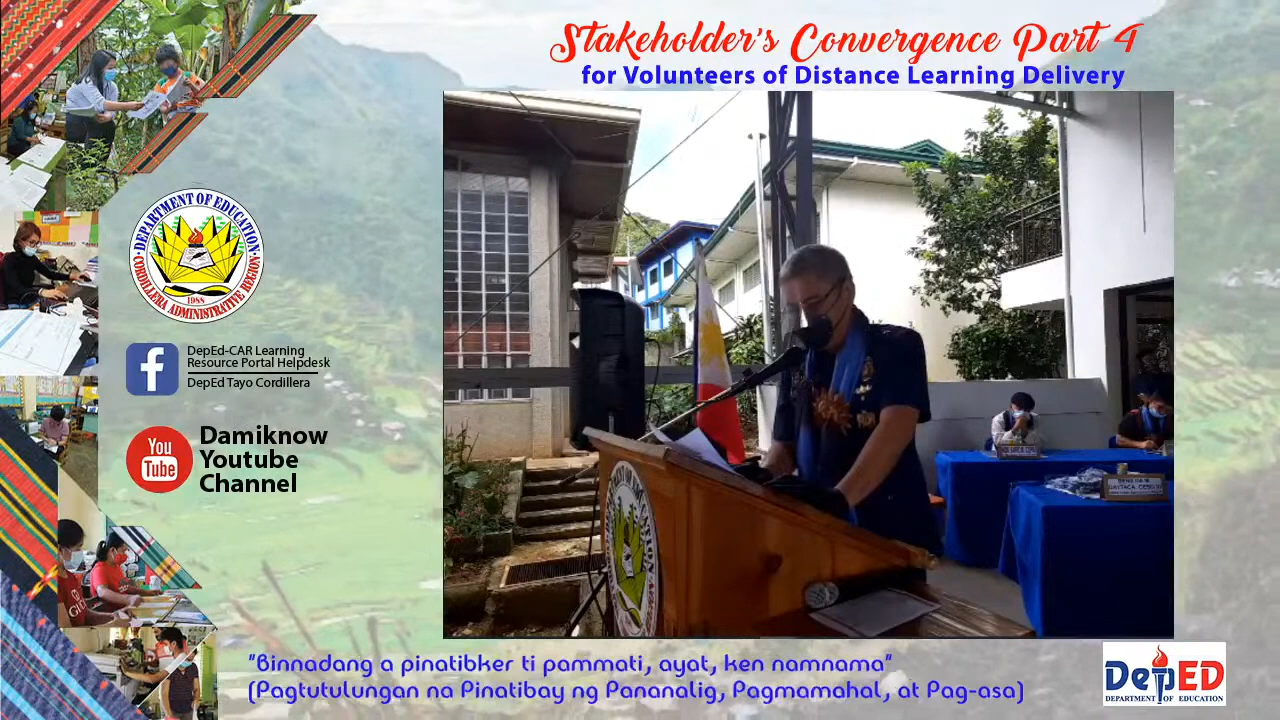 Stakeholder's Convergence Part 4
for Volunteers of Distance Learning Delivery
DEPARTMENT OF EDUCATION
CORDILLERA ADMINISTRATIVE REGION
1988
DepEd-CAR Learning
Resource Portal Helpdesk
DepEd Tayo Cordillera
You
Tube
Damiknow
Youtube
Channel
"Binnadang a pinatibker ti pammati, ayat, ken namnama"
(Pagtutulungan na Pinatibay ng Pananalig, Pagmamahal, at Pag-asa)
DepED
DEPARTMENT OF EDUCATION